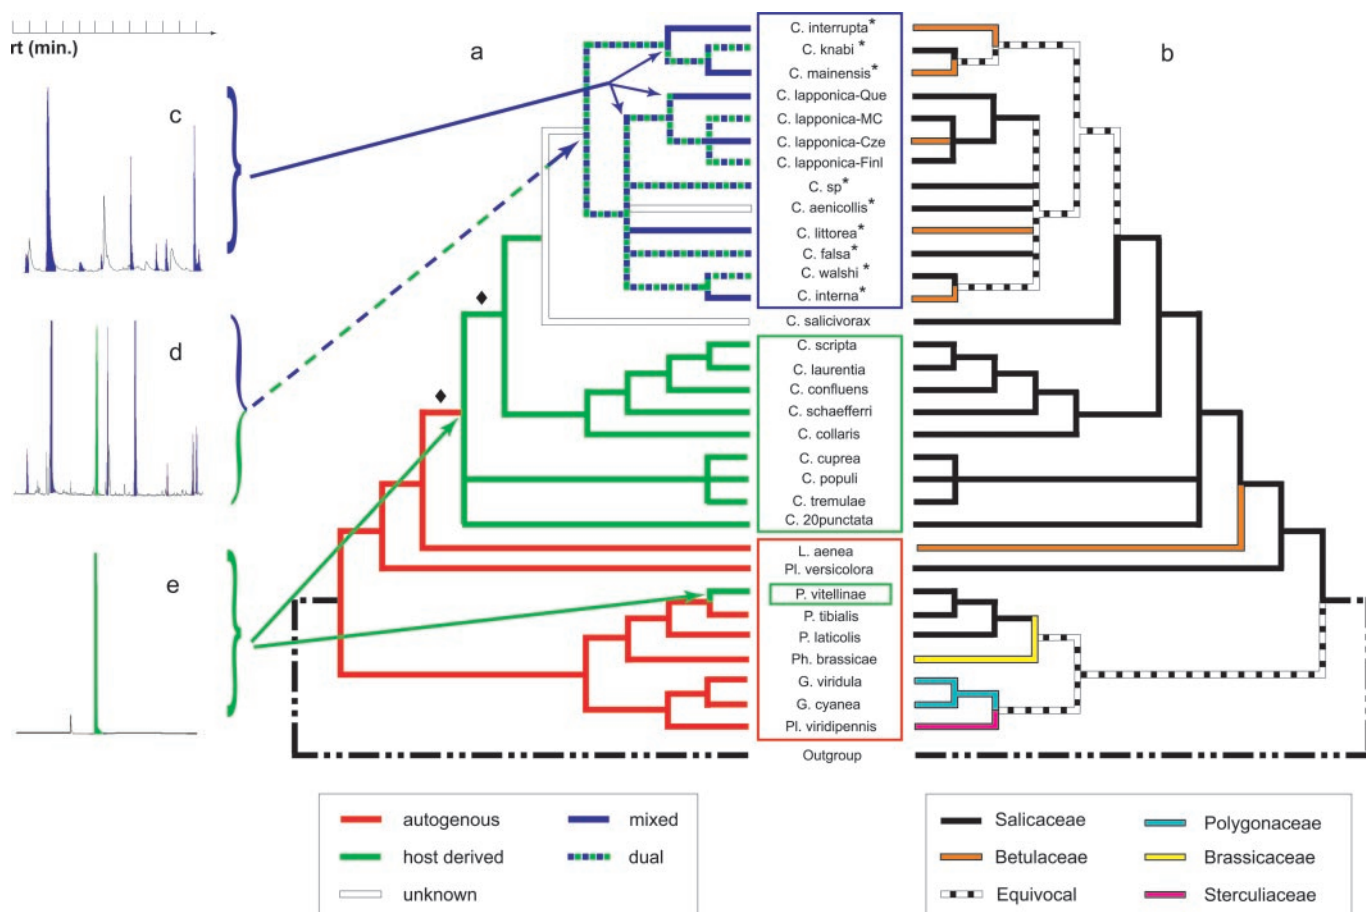 rt (min.)
a
b
c
d
e
C. interrupta*
C. knabi*
C. mainensis*
C. lapponica-Que
C. lapponica-MC
C. lapponica-Cze
C. lapponica-Finl
C. sp*
C. aenicollis*
C. littorea*
C. falsa*
C. walshi*
C. interna*
C. salicivorax
C. scripta
C. laurentia
C. confluens
C. schaefferri
C. collaris
C. cuprea
C. populi
C. tremulae
C. 20punctata
L. aenea
Pl. versicolora
P. vitellinae
P. tibialis
P. laticolis
Ph. brassicae
G. viridula
G. cyanea
Pl. viridipennis
Outgroup
autogenous
mixed
host derived
dual
unknown
Salicaceae
Polygonaceae
Betulaceae
Brassicaceae
Equivocal
Sterculiaceae